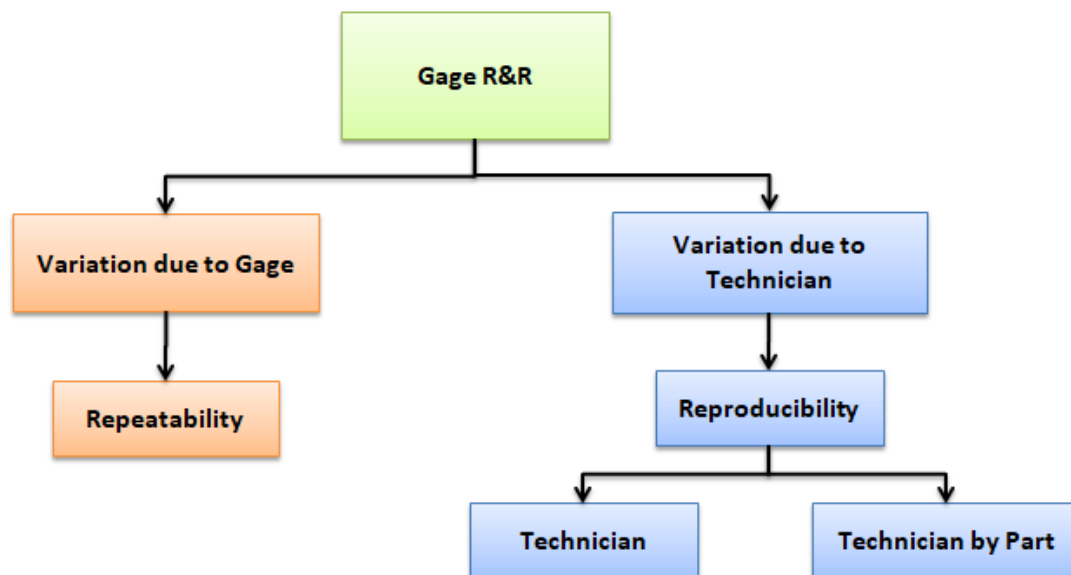 Gage R&R
Variation due to Gage
Variation due to
Technician
Repeatability
Reproducibility
Technician
Technician by Part